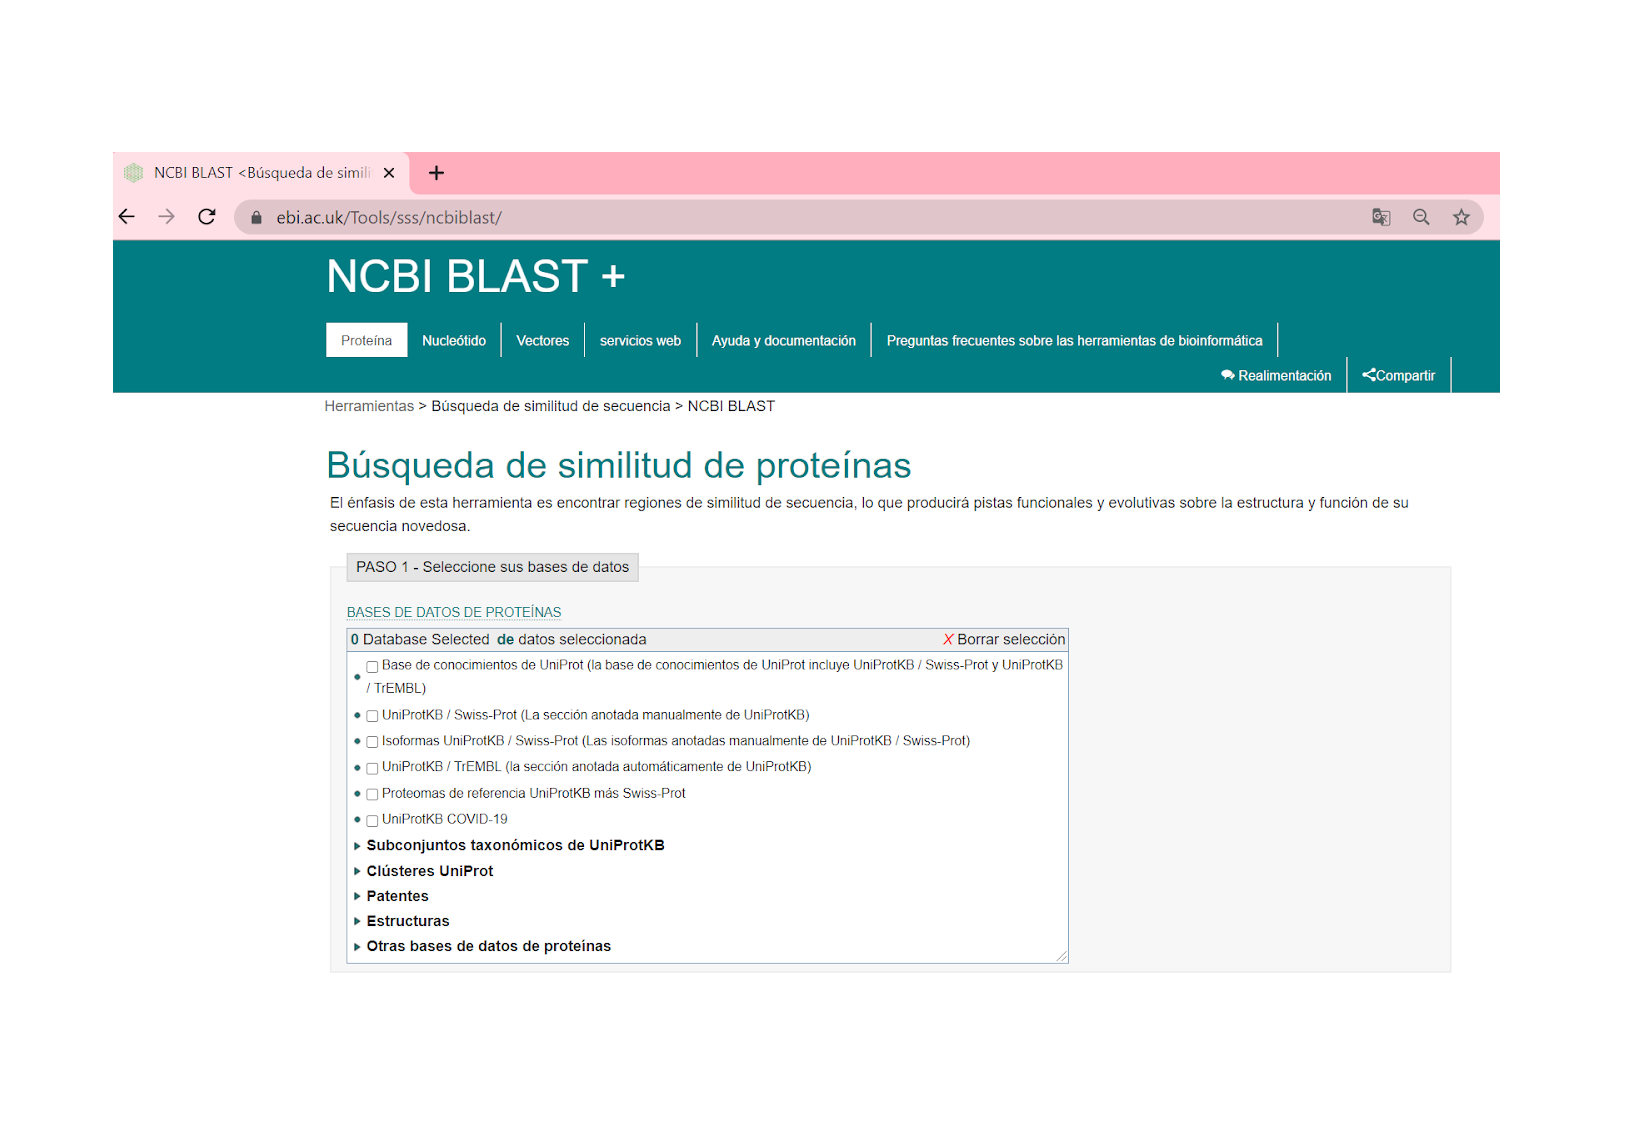 NCBI BLAST <Búsqueda de simili
ebi.ac.uk/Tools/sss/ncbiblast/
NCBI BLAST +
Proteína Nucleótido Vectores servicios web Ayuda y documentación Preguntas frecuentes sobre las herramientas de bioinformática
Realimentación Compartir
Herramientas > Búsqueda de similitud de secuencia > NCBI BLAST
Búsqueda de similitud de proteínas
El énfasis de esta herramienta es encontrar regiones de similitud de secuencia, lo que producirá pistas funcionales y evolutivas sobre la estructura y función de su
secuencia novedosa.
PASO 1 - Seleccione sus bases de datos
BASES DE DATOS DE PROTEÍNAS
0 Database Selected de datos seleccionada X Borrar selección
Base de conocimientos de UniProt (la base de conocimientos de UniProt incluye UniProtKB / Swiss-Prot y UniProtKB
/ TrEMBL)
UniProtKB / Swiss-Prot (La sección anotada manualmente de UniProtKB)
Isoformas UniProtKB / Swiss-Prot (Las isoformas anotadas manualmente de UniProtKB / Swiss-Prot)
UniProtKB / TrEMBL (la sección anotada automáticamente de UniProtKB)
Proteomas de referencia UniProtKB más Swiss-Prot
UniProtKB COVID-19
Subconjuntos taxonómicos de UniProtKB
Clústeres UniProt
Patentes
Estructuras
Otras bases de datos de proteínas